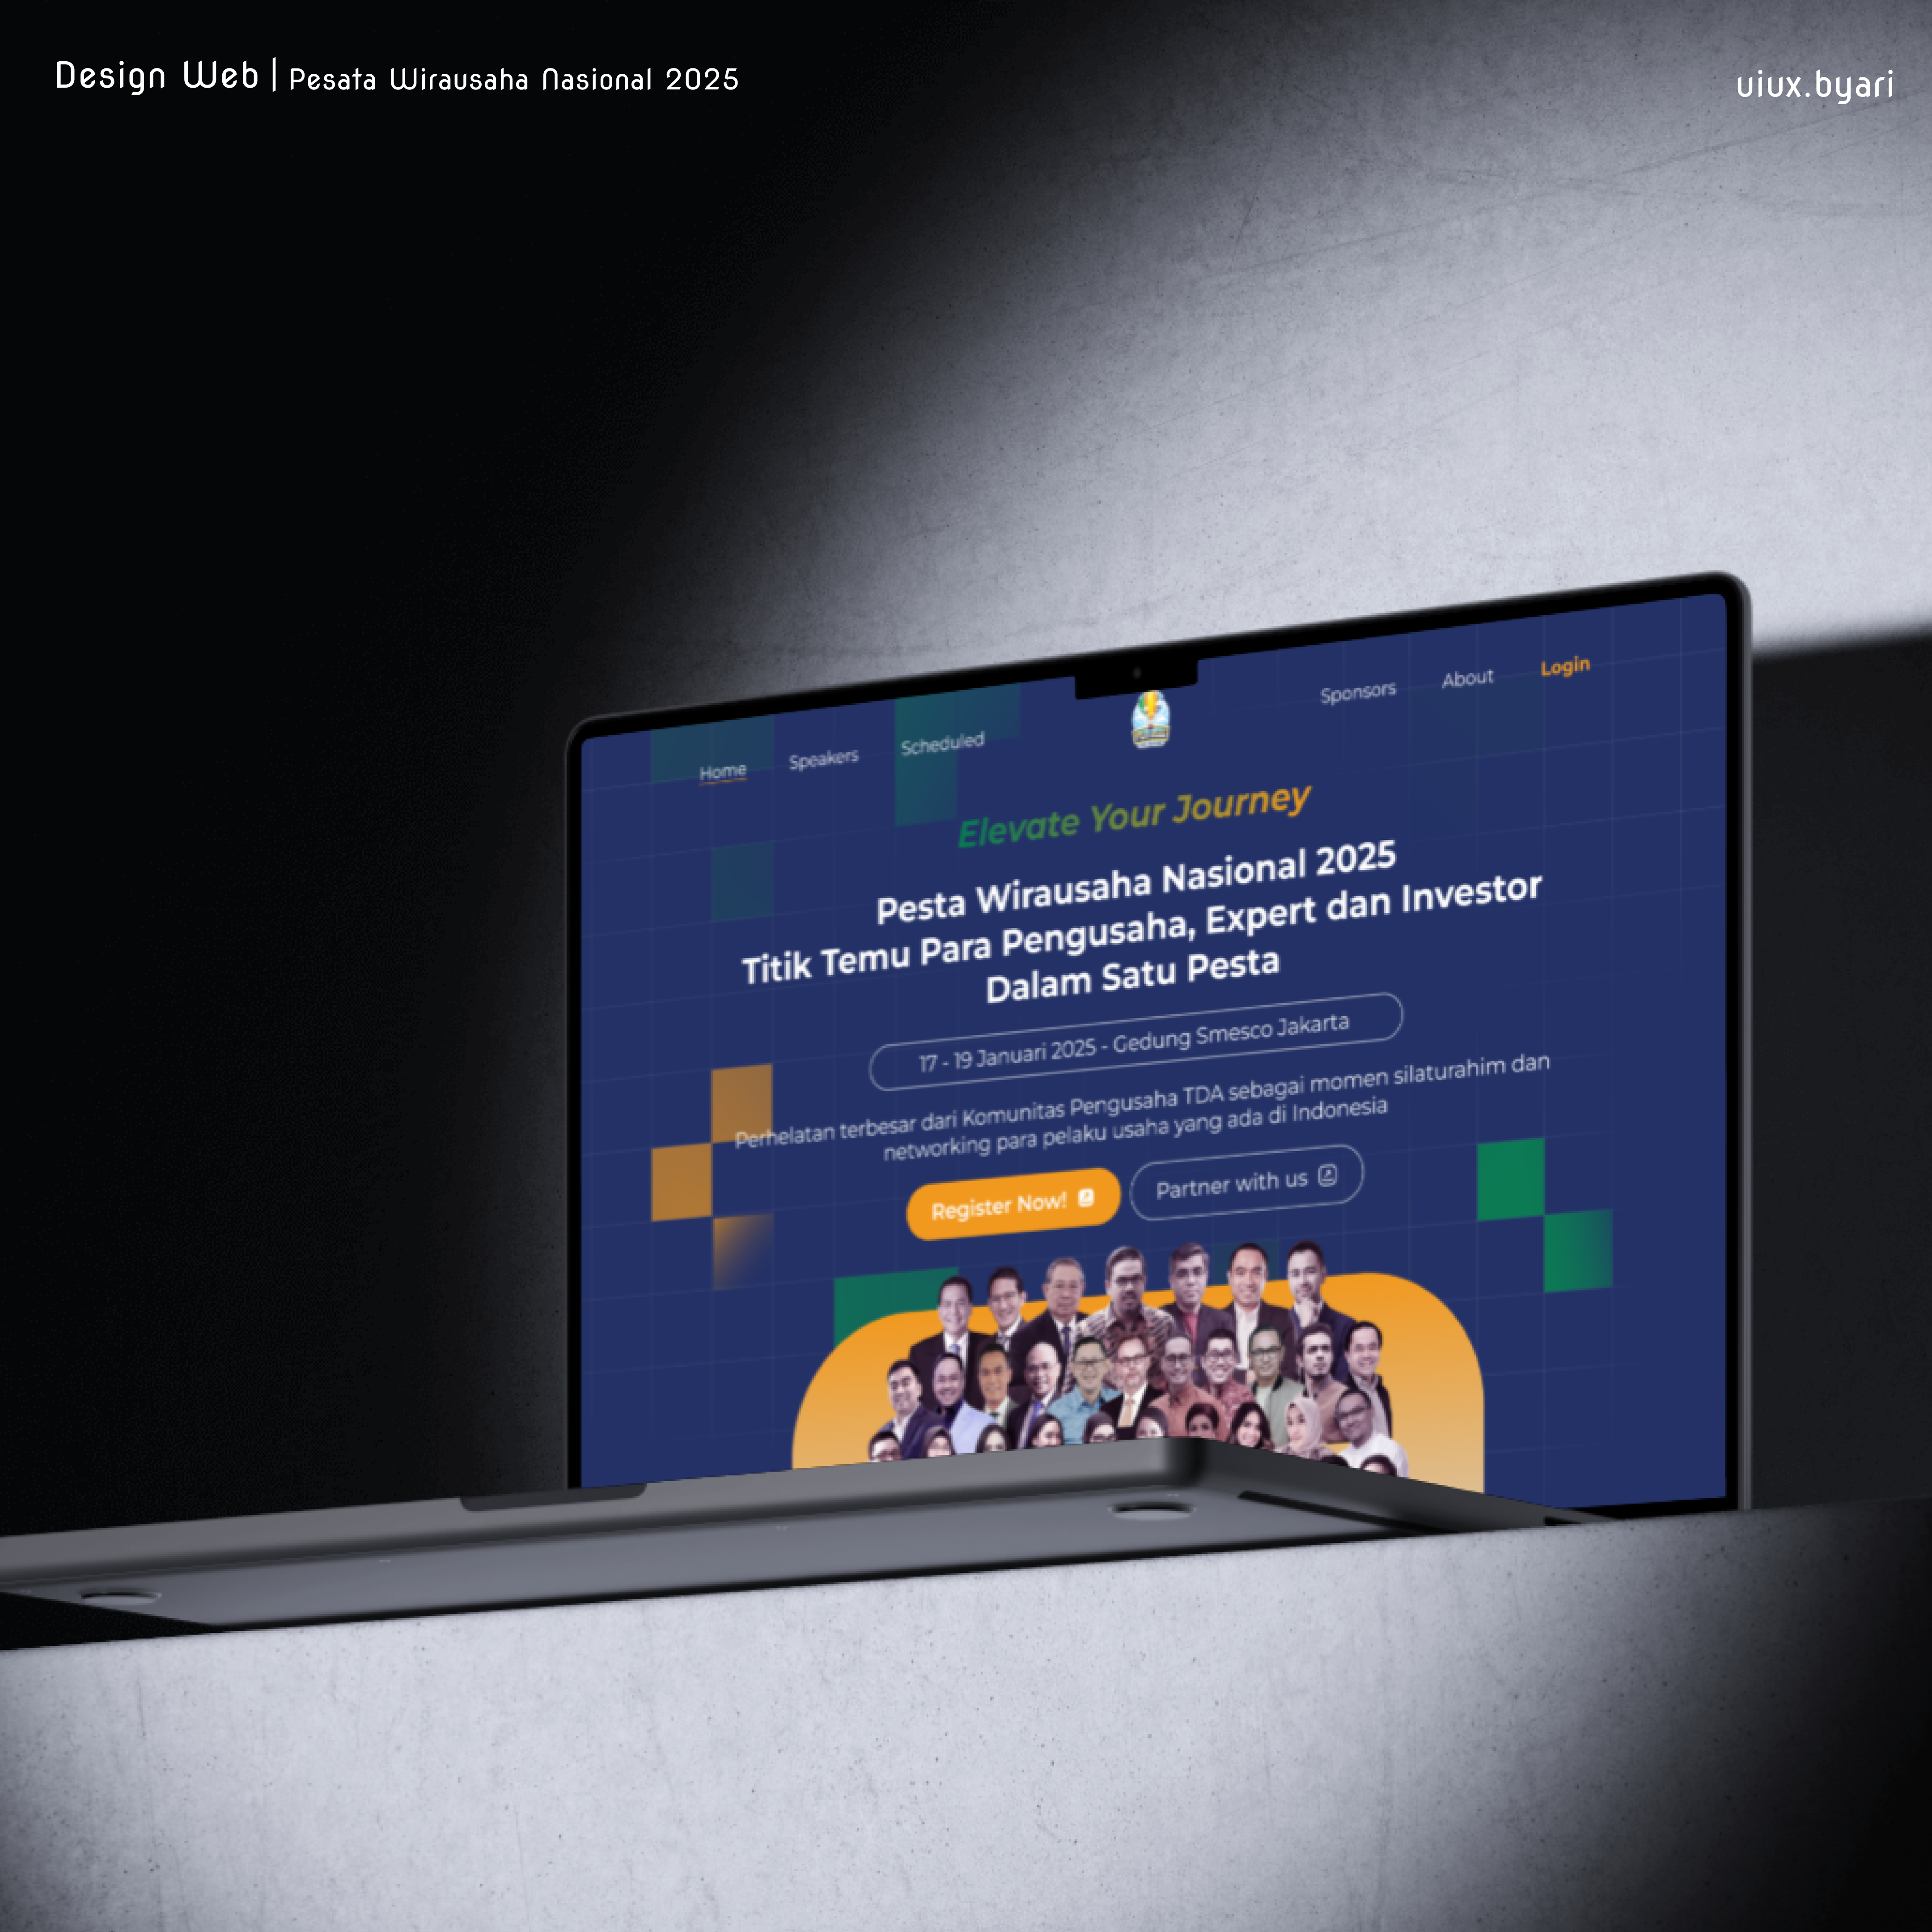 Design Web | Pesata Wirausaha Nasional 2025
uiux.byari
Home Speakers Scheduled Sponsors About Login
Elevate Your Journey
Pesta Wirausaha Nasional 2025
Titik Temu Para Pengusaha, Expert dan Investor
Dalam Satu Pesta
17 - 19 Januari 2025 - Gedung Smesco Jakarta
Perhelatan terbesar dari Komunitas Pengusaha TDA sebagai momen silaturahim dan
networking para pelaku usaha yang ada di Indonesia
Register Now!
Partner with us